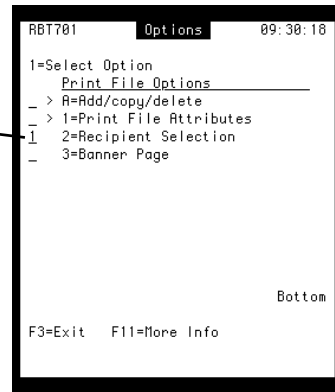 RBT701 Options 09:30:18
1=Select Option
Print File Options
_ > A=Add/copy/delete
_ > 1=Print File Attributes
1 2=Recipient Selection
_ 3=Banner Page
Bottom
F3=Exit F11=More Info